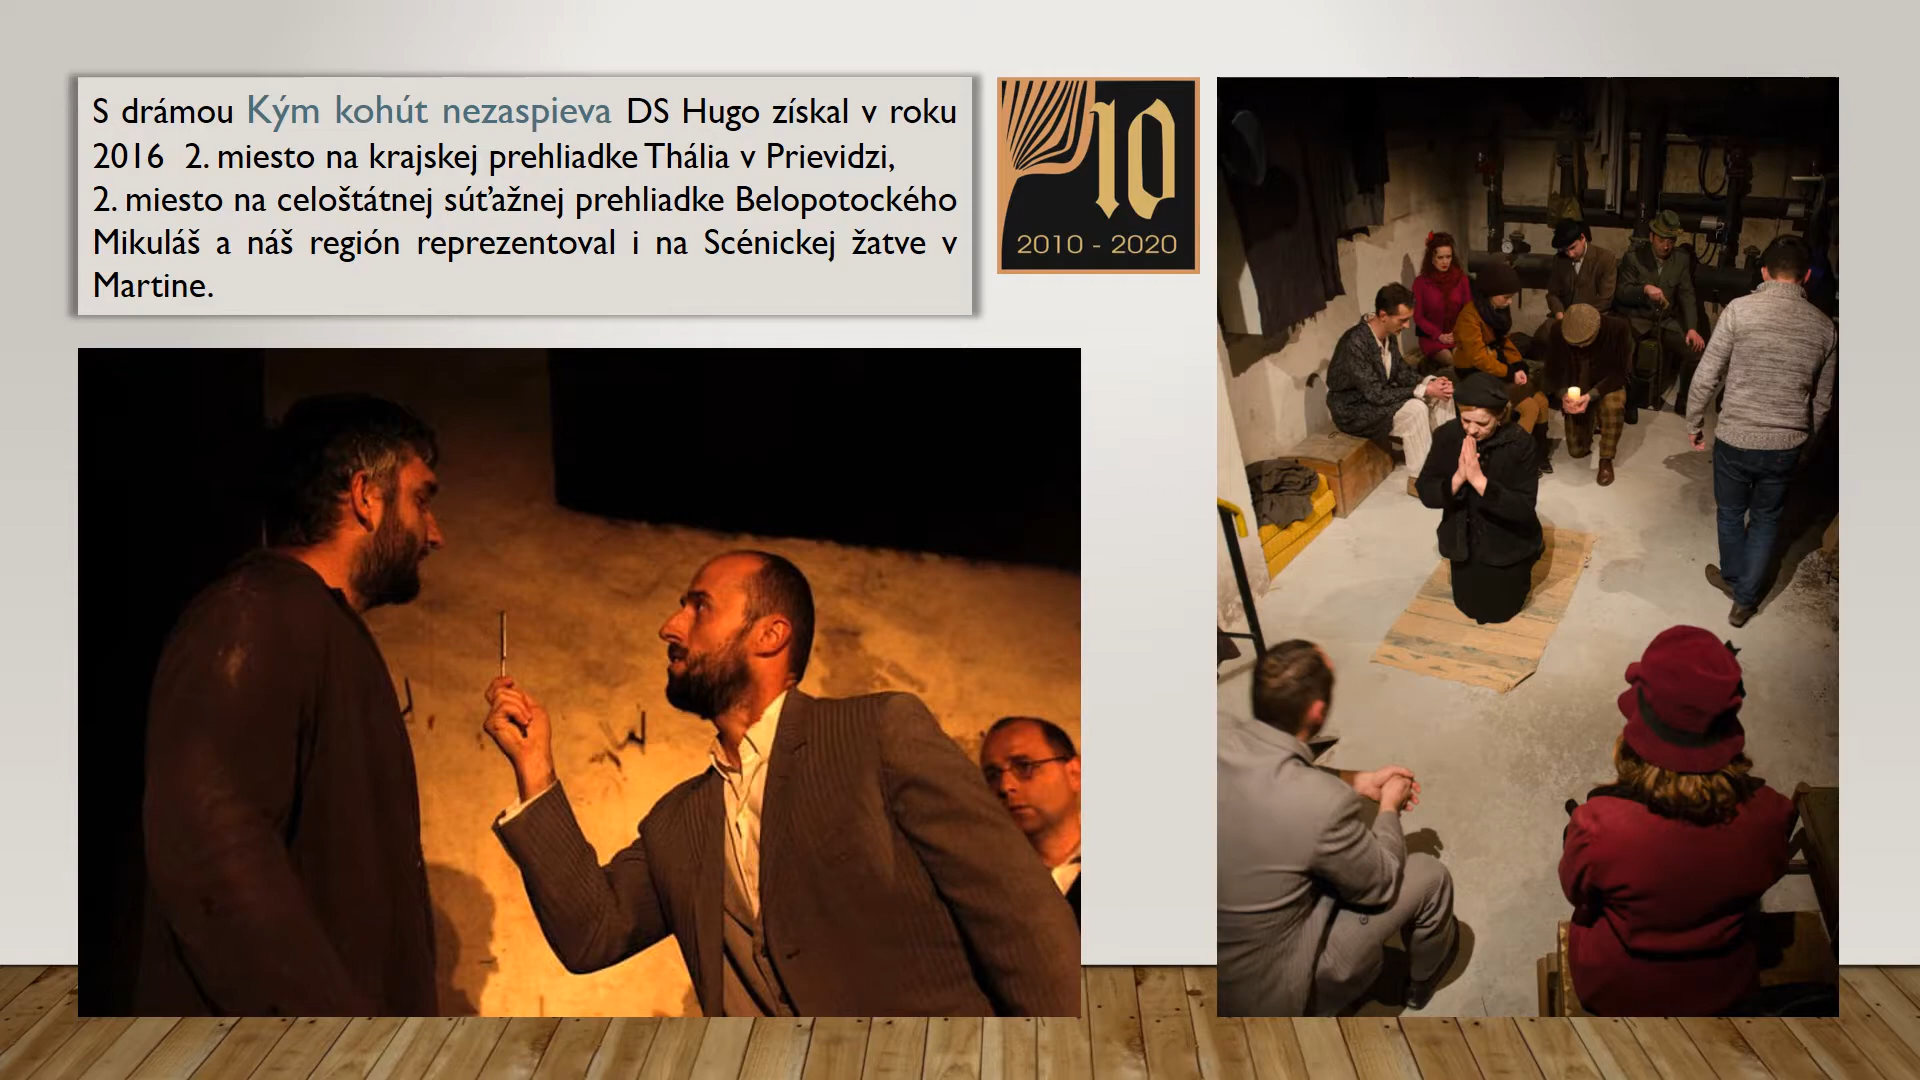 S drámou Kým kohút nezaspieva DS Hugo získal v roku
2016 2. miesto na krajskej prehliadke Thália v Prievidzi,
2. miesto na celoštátnej súťažnej prehliadke Belopotockého
Mikuláš a náš región reprezentoval i na Scénickej žatve v
Martine.
10
2010 - 2020